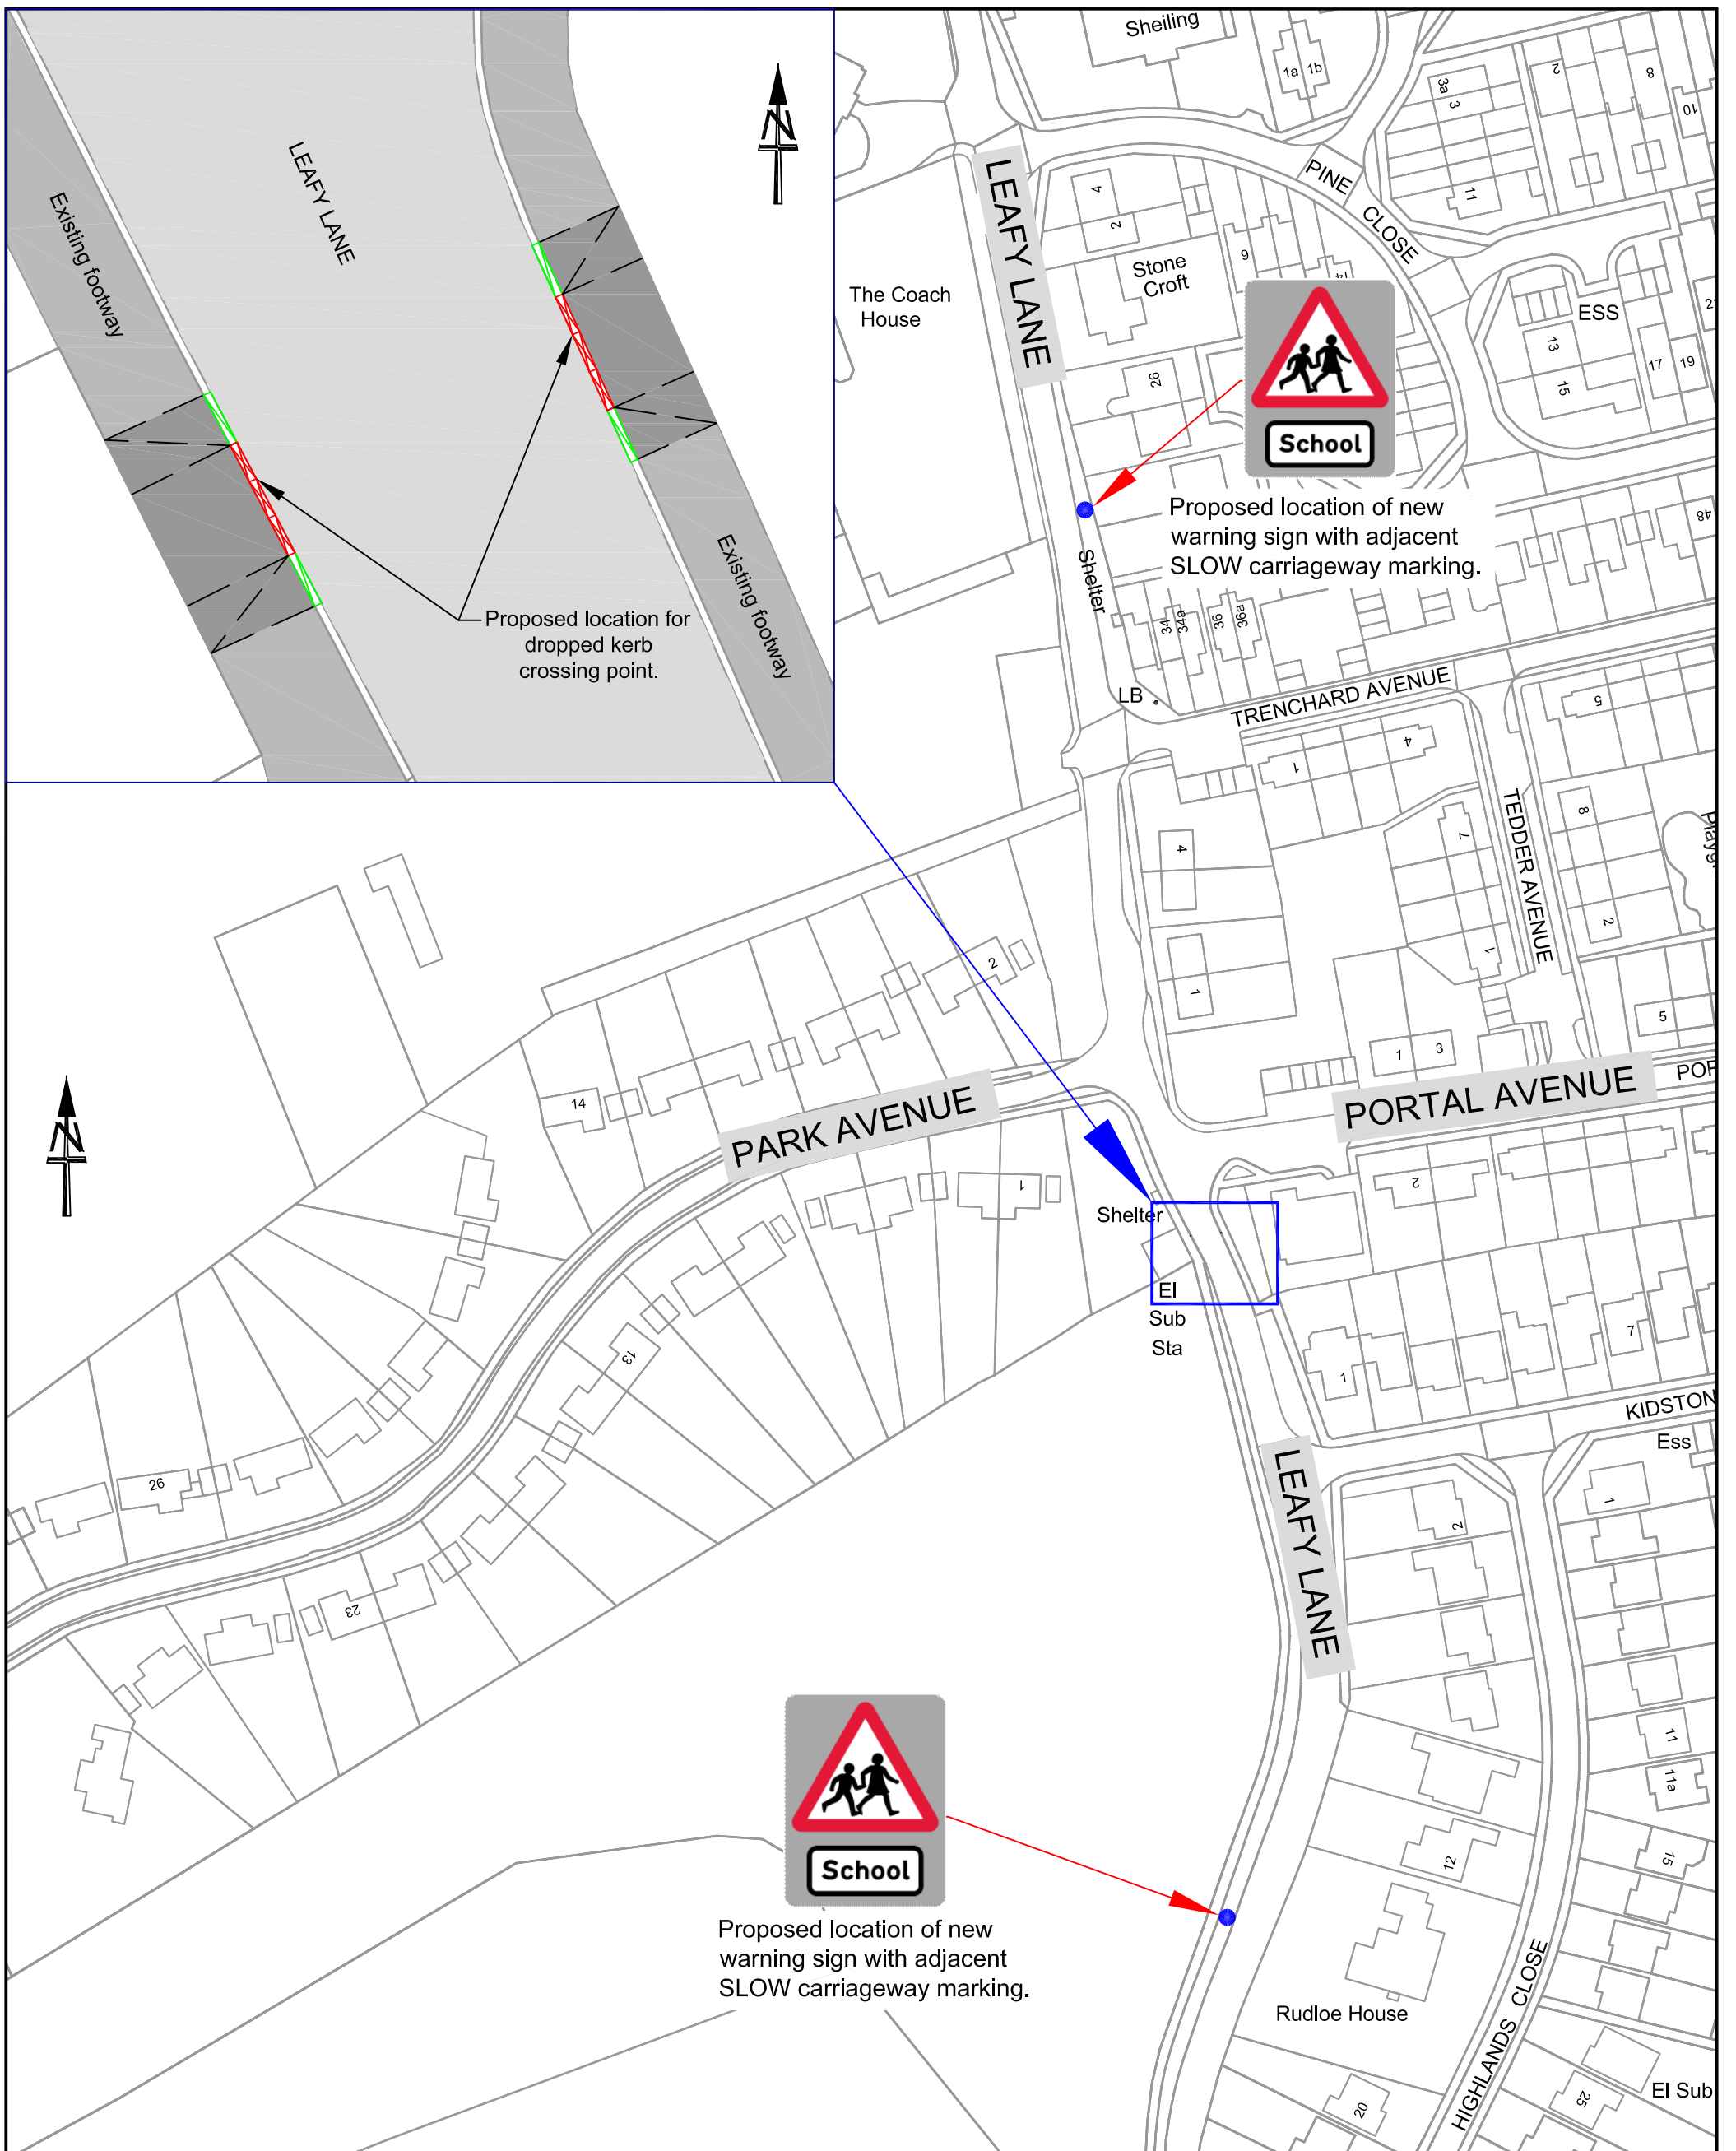 LEAFY LANE
Existing footway
Existing footway
Proposed location for
dropped kerb
crossing point.
N
Sheiling
1a
1b
3a
3
2
8
10
11
PINE
CLOSE
LEAFY LANE
4
2
Stone
Croft
6
The Coach
House
ESS
13
15
17
19
26
School
Proposed location of new
warning sign with adjacent
SLOW carriageway marking.
48
Shelter
34
34a
36
36a
LB
TRENCHARD AVENUE
5
1
4
TEDDER AVENUE
7
8
4
2
1
1
5
1
3
2
14
N
PARK AVENUE
PORTAL AVENUE
POR
1
2
Shelter
El
Sub
Sta
13
1
7
KIDSTON
Ess
26
LEAFY LANE
2
1
23
11
11a
School
Proposed location of new
warning sign with adjacent
SLOW carriageway marking.
12
15
Rudloe House
HIGHLANDS CLOSE
20
25
El Sub